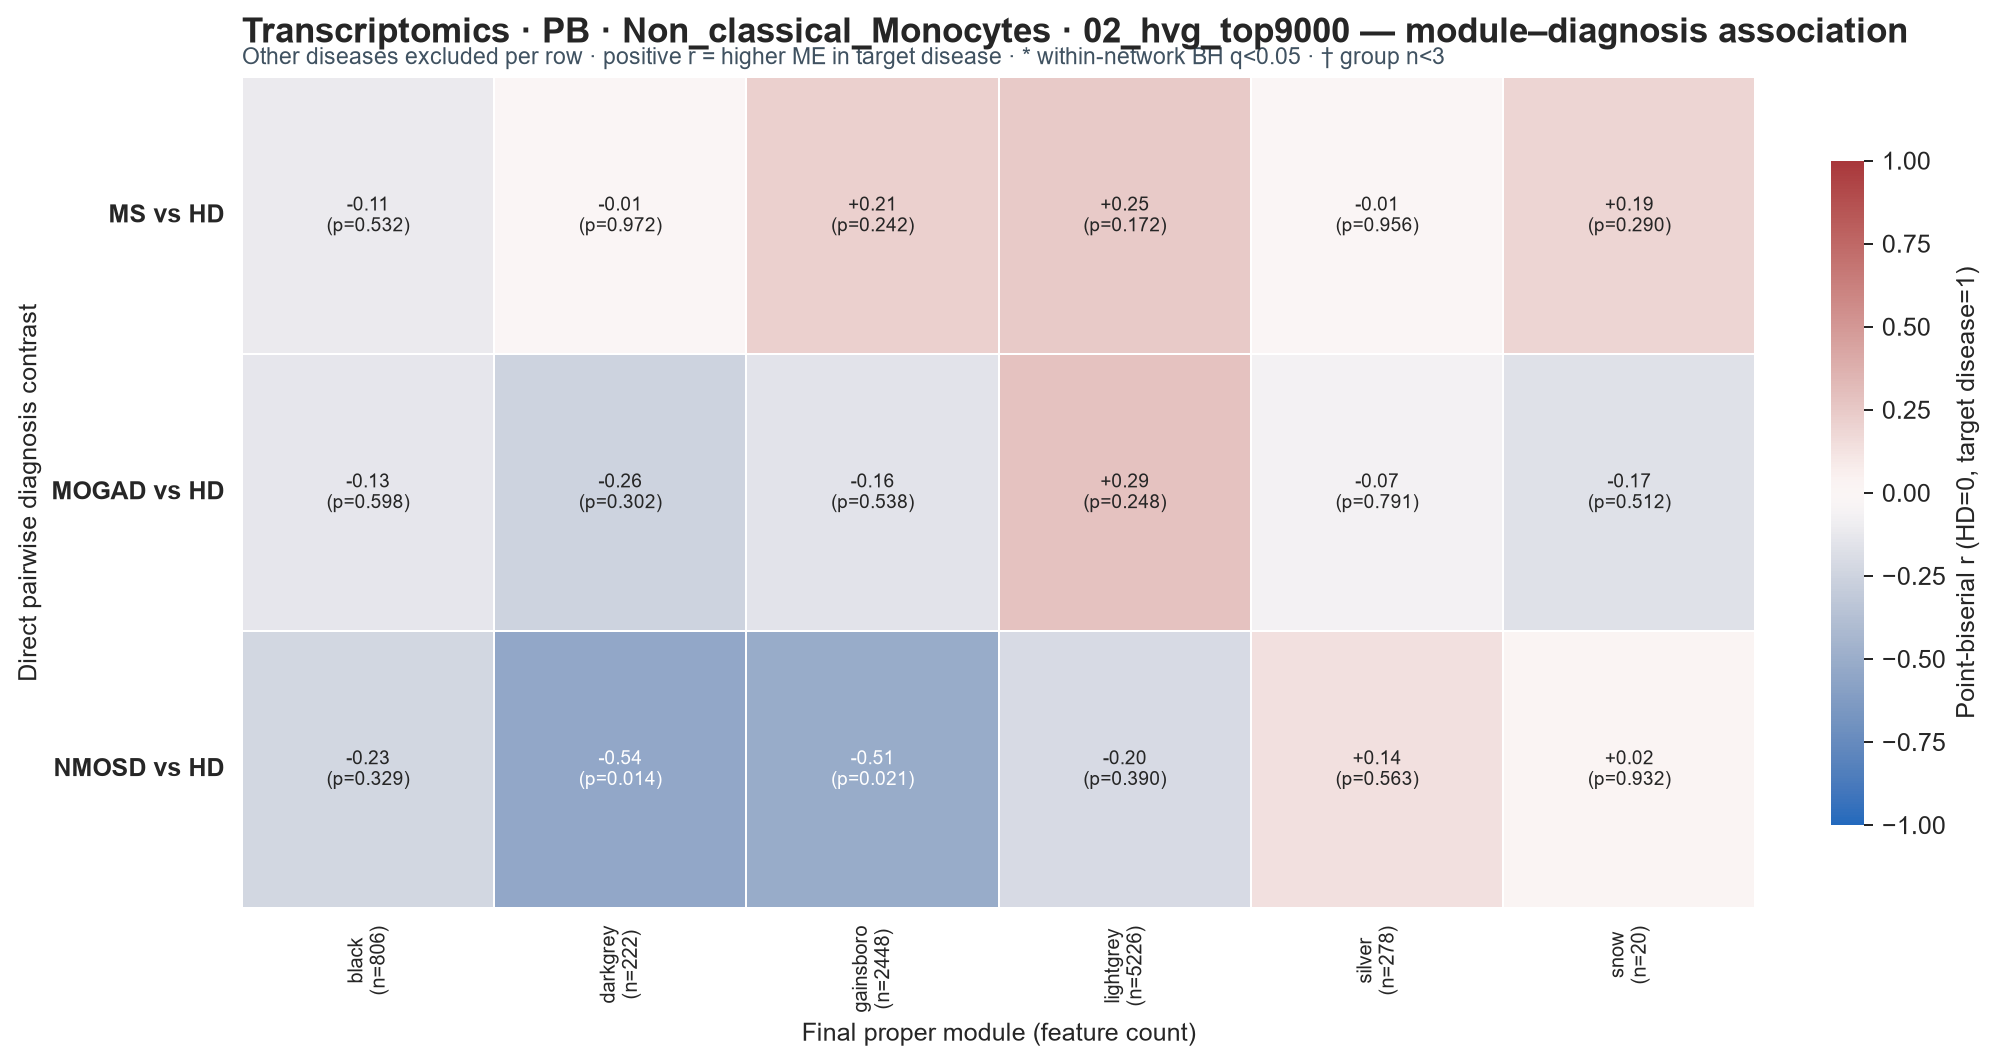 Transcriptomics · PB · Non_classical_Monocytes · 02_hvg_top9000 — module–diagnosis association
Other diseases excluded per row · positive r = higher ME in target disease · * within-network BH q<0.05 · † group n<3
Direct pairwise diagnosis contrast
MS vs HD
-0.11
(p=0.532)
-0.01
(p=0.972)
+0.21
(p=0.242)
+0.25
(p=0.172)
-0.01
(p=0.956)
+0.19
(p=0.290)
MOGAD vs HD
-0.13
(p=0.598)
-0.26
(p=0.302)
-0.16
(p=0.538)
+0.29
(p=0.248)
-0.07
(p=0.791)
-0.17
(p=0.512)
NMOSD vs HD
-0.23
(p=0.329)
-0.54
(p=0.014)
-0.51
(p=0.021)
-0.20
(p=0.390)
+0.14
(p=0.563)
+0.02
(p=0.932)
black
(n=806)
darkgrey
(n=222)
gainsboro
(n=2448)
lightgrey
(n=5226)
silver
(n=278)
snow
(n=20)
Final proper module (feature count)
1.00
0.75
0.50
0.25
0.00
−0.25
−0.50
−0.75
−1.00
Point-biserial r (HD=0, target disease=1)